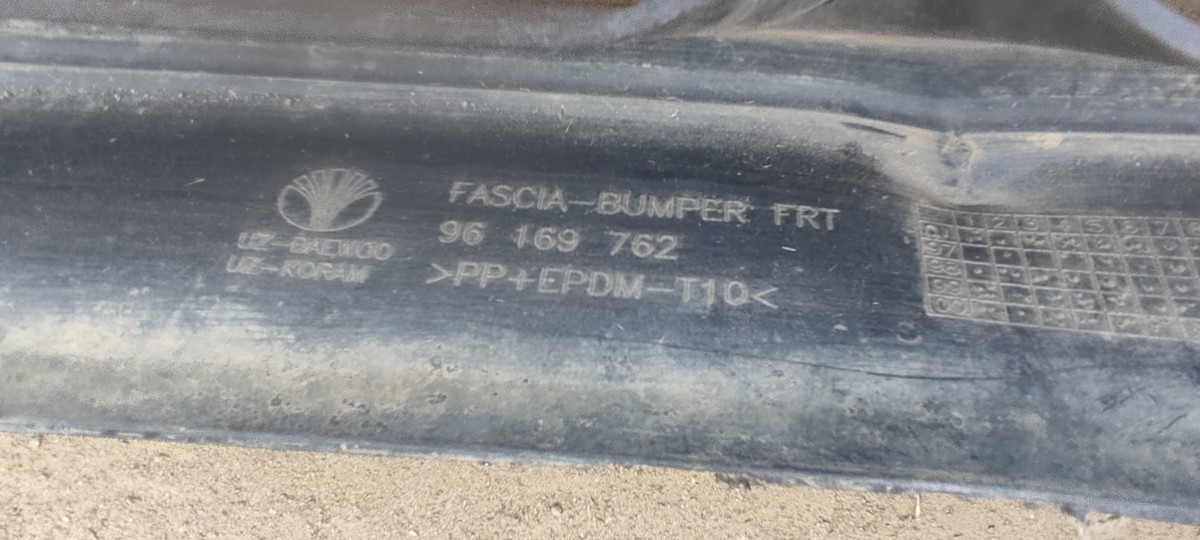 FASCIA-BUMPER FRT
96 169 762
>PP+EPDM-T10<
UZ-DAEWOO
UZ-KORAM